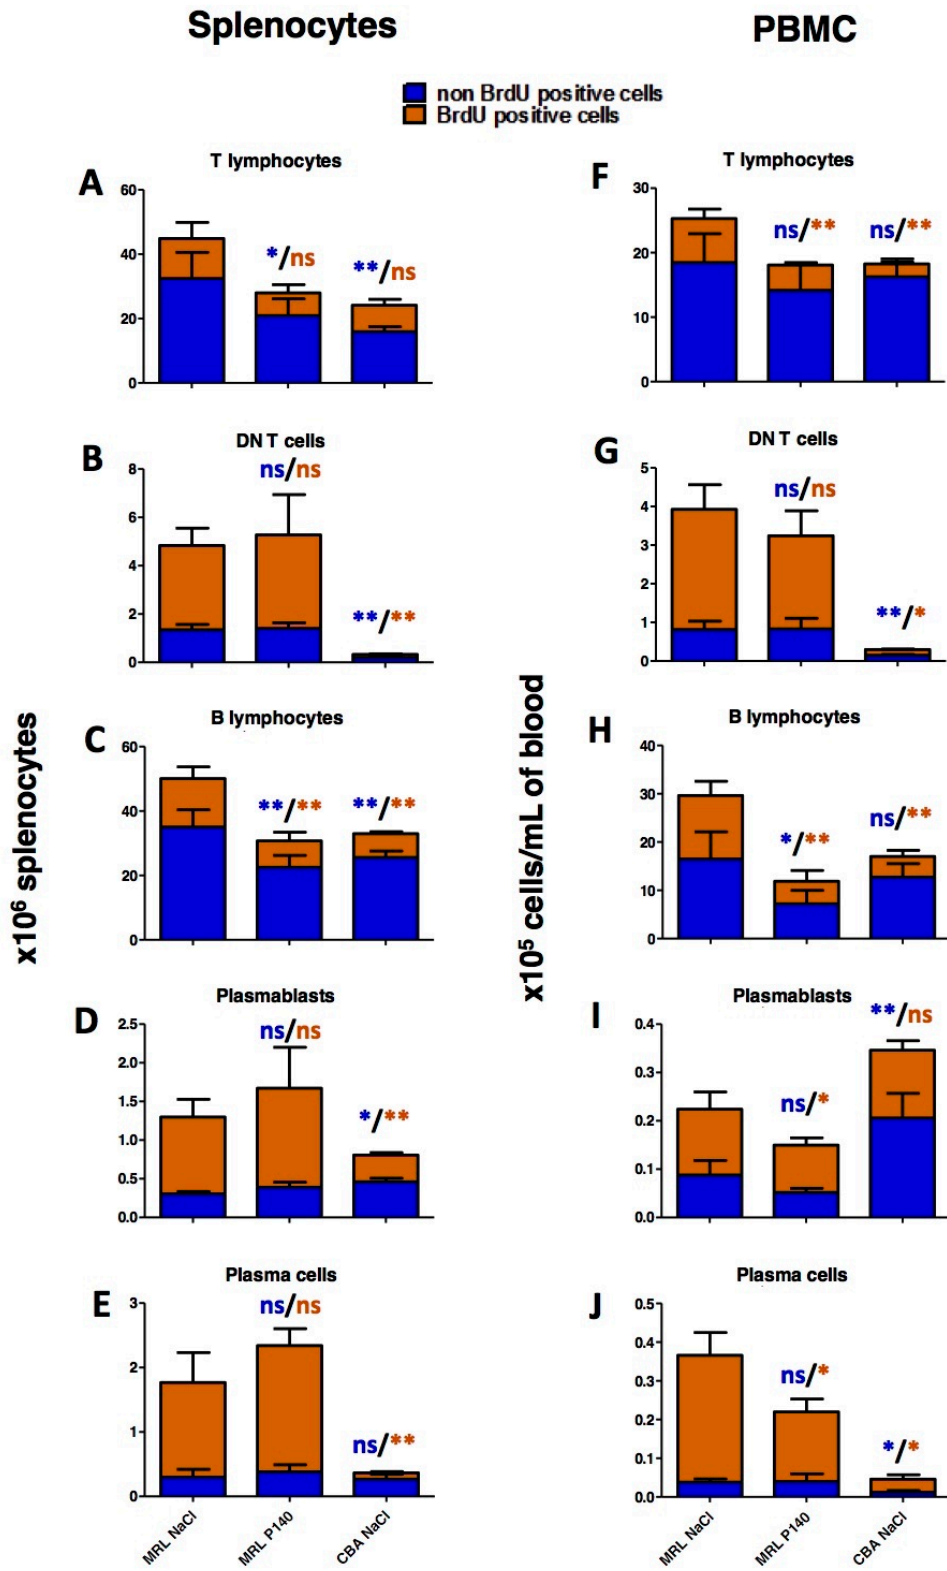 Splenocytes
PBMC
non BrdU positive cells
BrdU positive cells
x10⁶ splenocytes
A
T lymphocytes
60
40
20
0
*/ns
**/ns
B
DN T cells
8
6
4
2
0
ns/ns
**/**
C
B lymphocytes
60
40
20
0
**/**
**/**
D
Plasmablasts
2.5
2.0
1.5
1.0
0.5
0.0
ns/ns
*/**
E
Plasma cells
3
2
1
0
ns/ns
ns/**
MRL NaCl
MRL P140
CBA NaCl
x10⁵ cells/mL of blood
F
T lymphocytes
30
20
10
0
ns/**
ns/**
G
DN T cells
5
4
3
2
1
0
ns/ns
**/*
H
B lymphocytes
40
30
20
10
0
*/**
ns/**
I
Plasmablasts
0.4
0.3
0.2
0.1
0.0
ns/*
**/ns
J
Plasma cells
0.5
0.4
0.3
0.2
0.1
0.0
ns/*
*/*
MRL NaCl
MRL P140
CBA NaCl